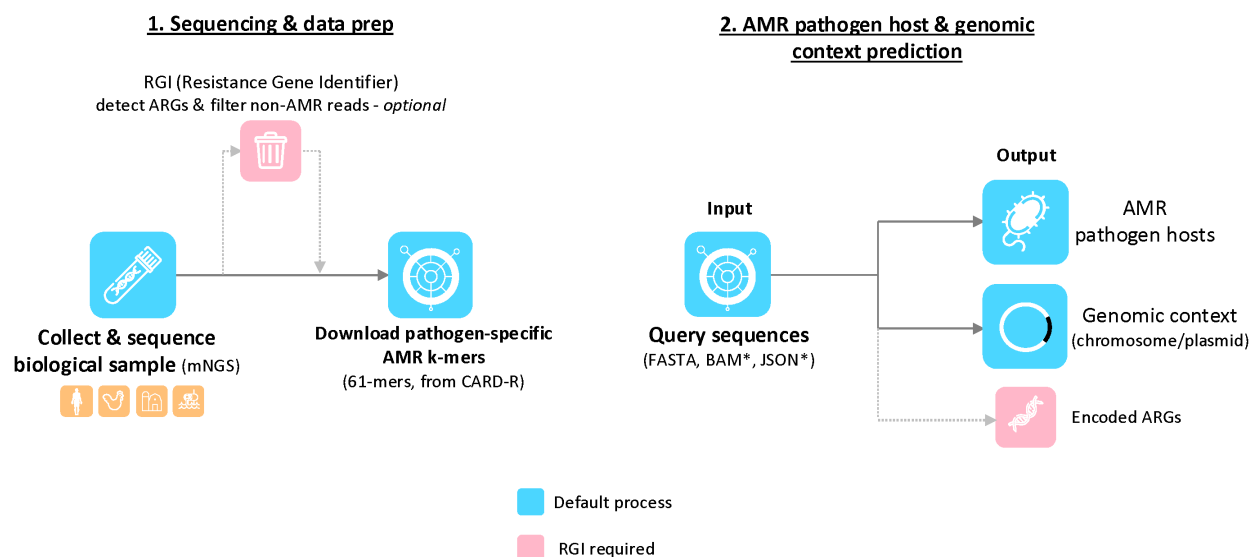 1. Sequencing & data prep
RGI (Resistance Gene Identifier)
detect ARGs & filter non-AMR reads - optional
Collect & sequence
biological sample (mNGS)
Download pathogen-specific
AMR k-mers
(61-mers, from CARD-R)
2. AMR pathogen host & genomic
context prediction
Input
Query sequences
(FASTA, BAM*, JSON*)
Output
AMR
pathogen hosts
Genomic context
(chromosome/plasmid)
Encoded ARGs
Default process
RGI required